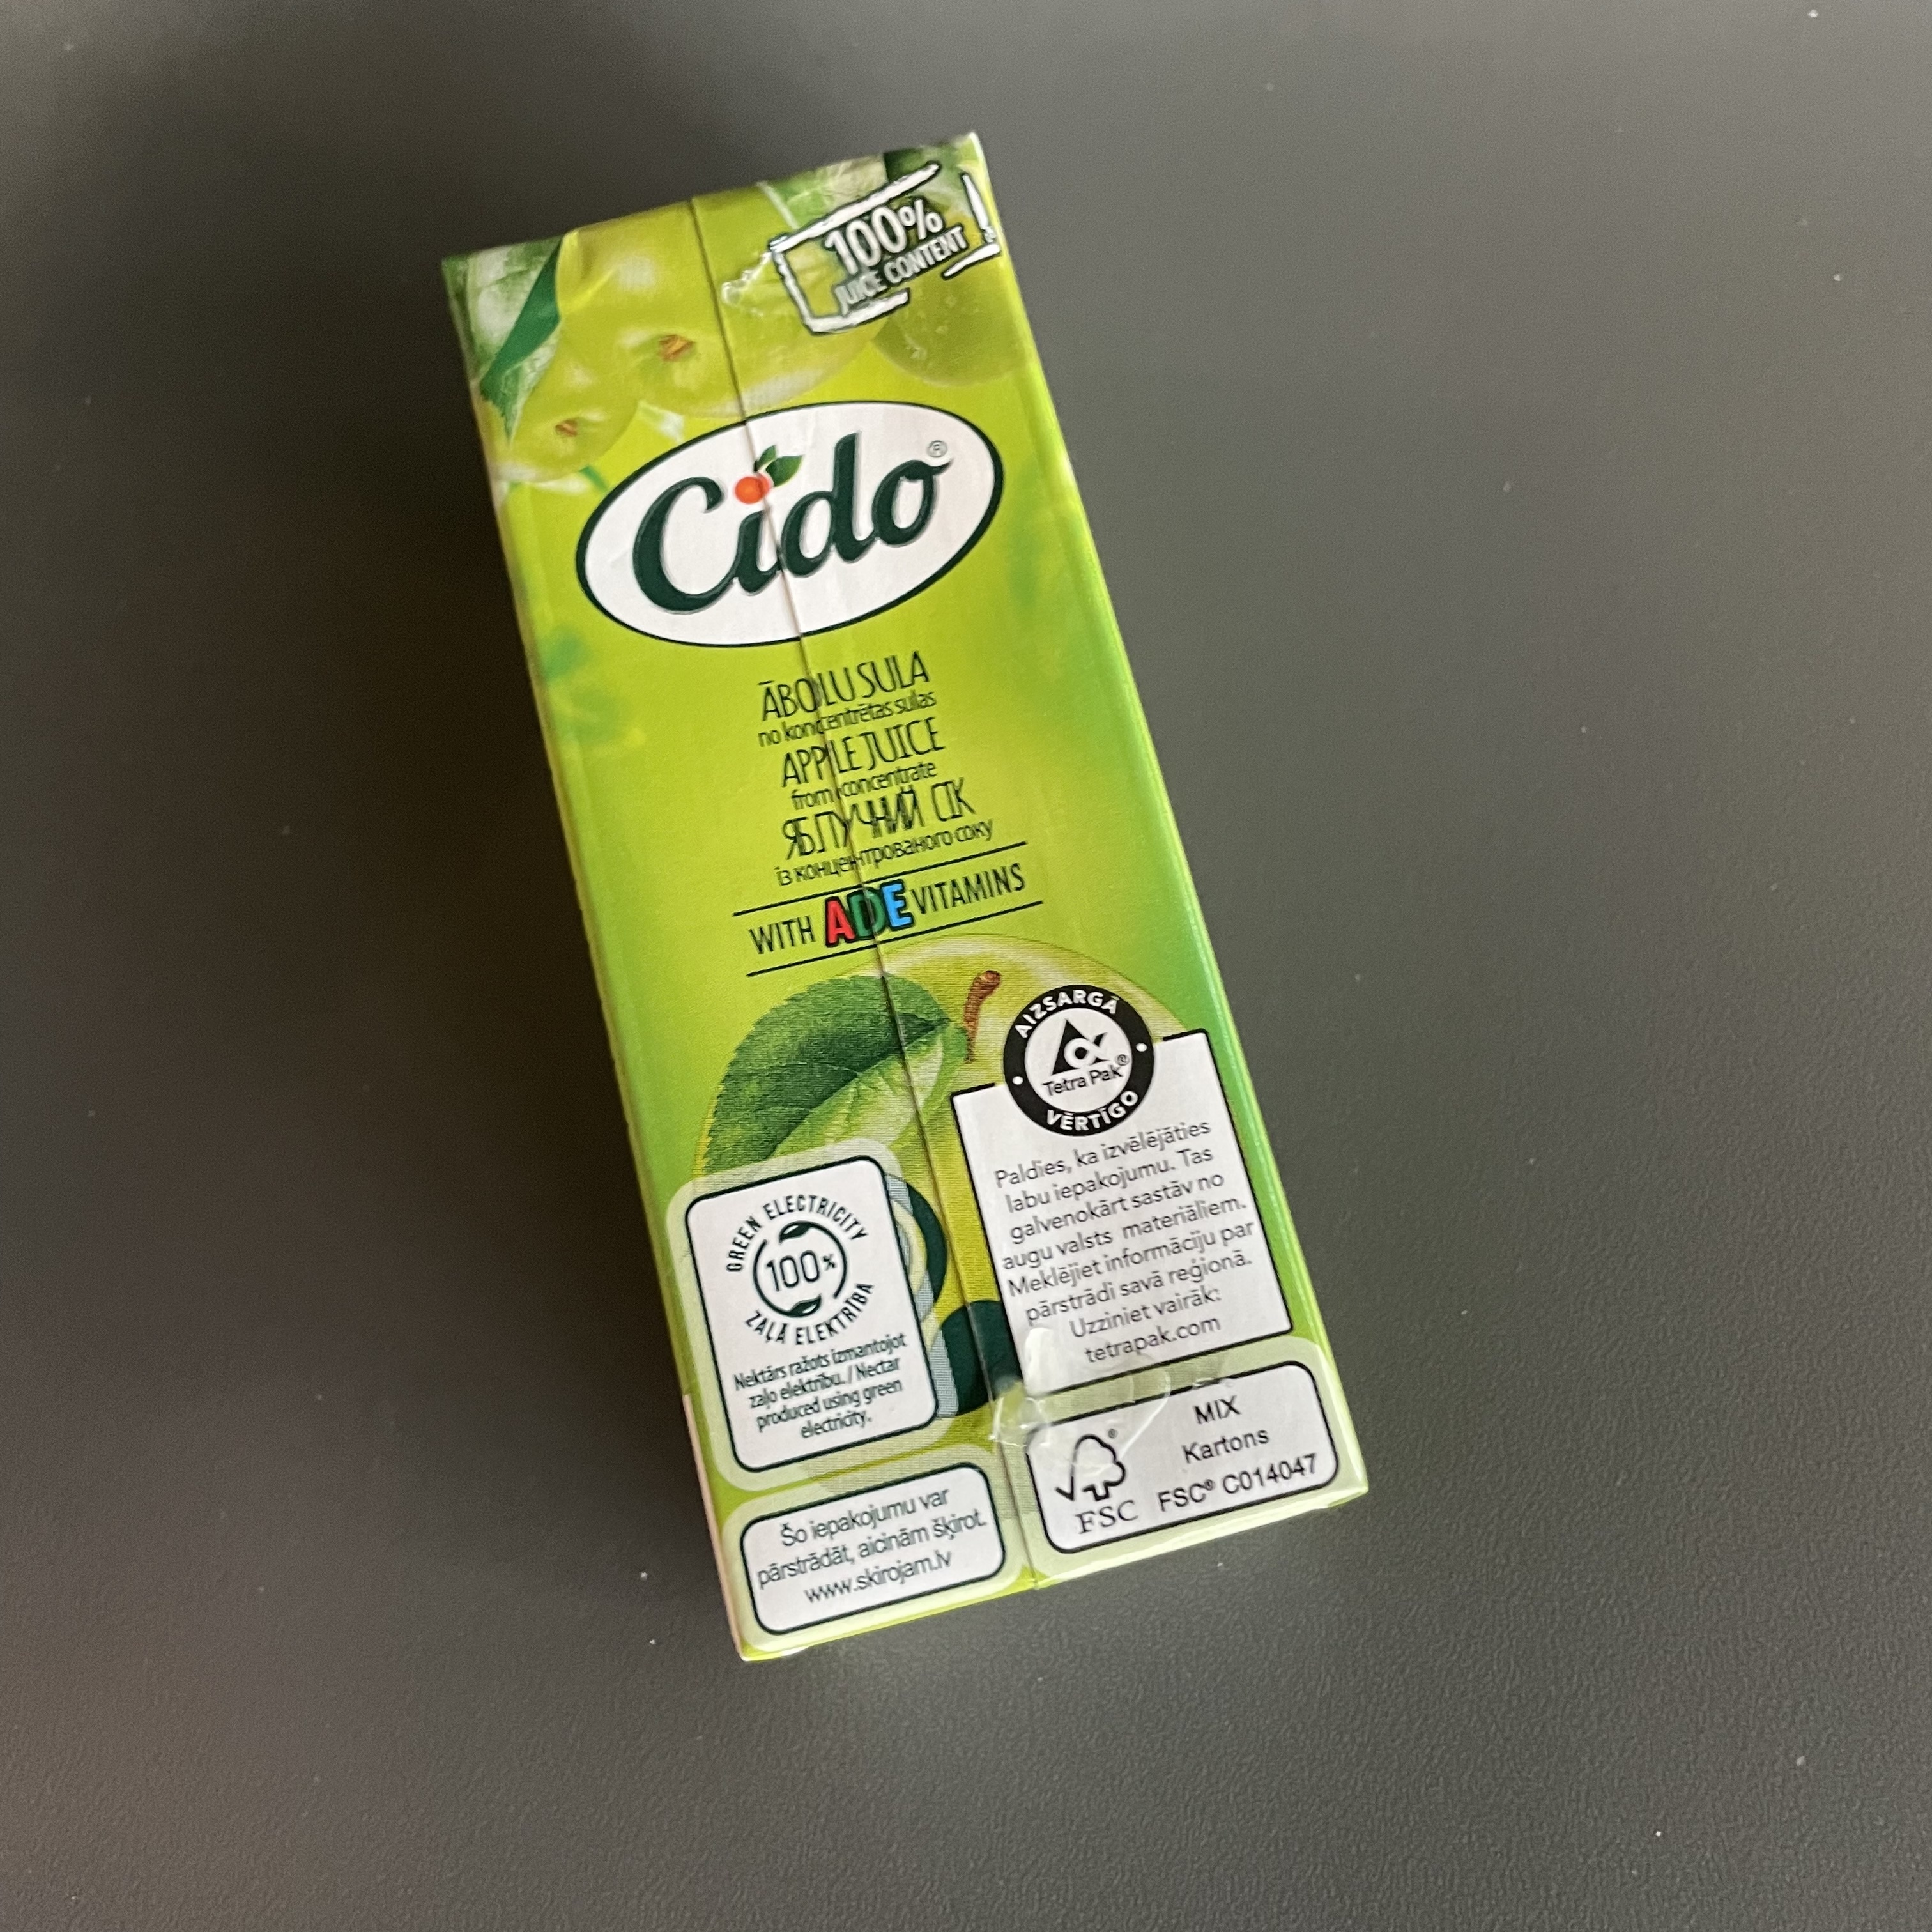 100%
JUICE CONTENT
Cido®
ĀBOLU SULA
no koncentrētas sulas
APPLE JUICE
from concentrate
ЯБЛУЧНИЙ СІК
із концентрованого соку
WITH ADE VITAMINS
AIZSARGĀ
Tetra Pak®
VĒRTĪGO
Paldies, ka izvēlējāties
labu iepakojumu. Tas
galvenokārt sastāv no
augu valsts materiāliem.
Meklējiet informāciju par
pārstrādi savā reģionā.
Uzziniet vairāk:
tetrapak.com
GREEN ELECTRICITY
100%
ZAĻĀ ELEKTRĪBA
Nektārs ražots izmantojot
zaļo elektrību. / Nectar
produced using green
electricity.
MIX
Kartons
FSC® C014047
FSC
Šo iepakojumu var
pārstrādāt, aicinām šķirot.
www.skirojam.lv